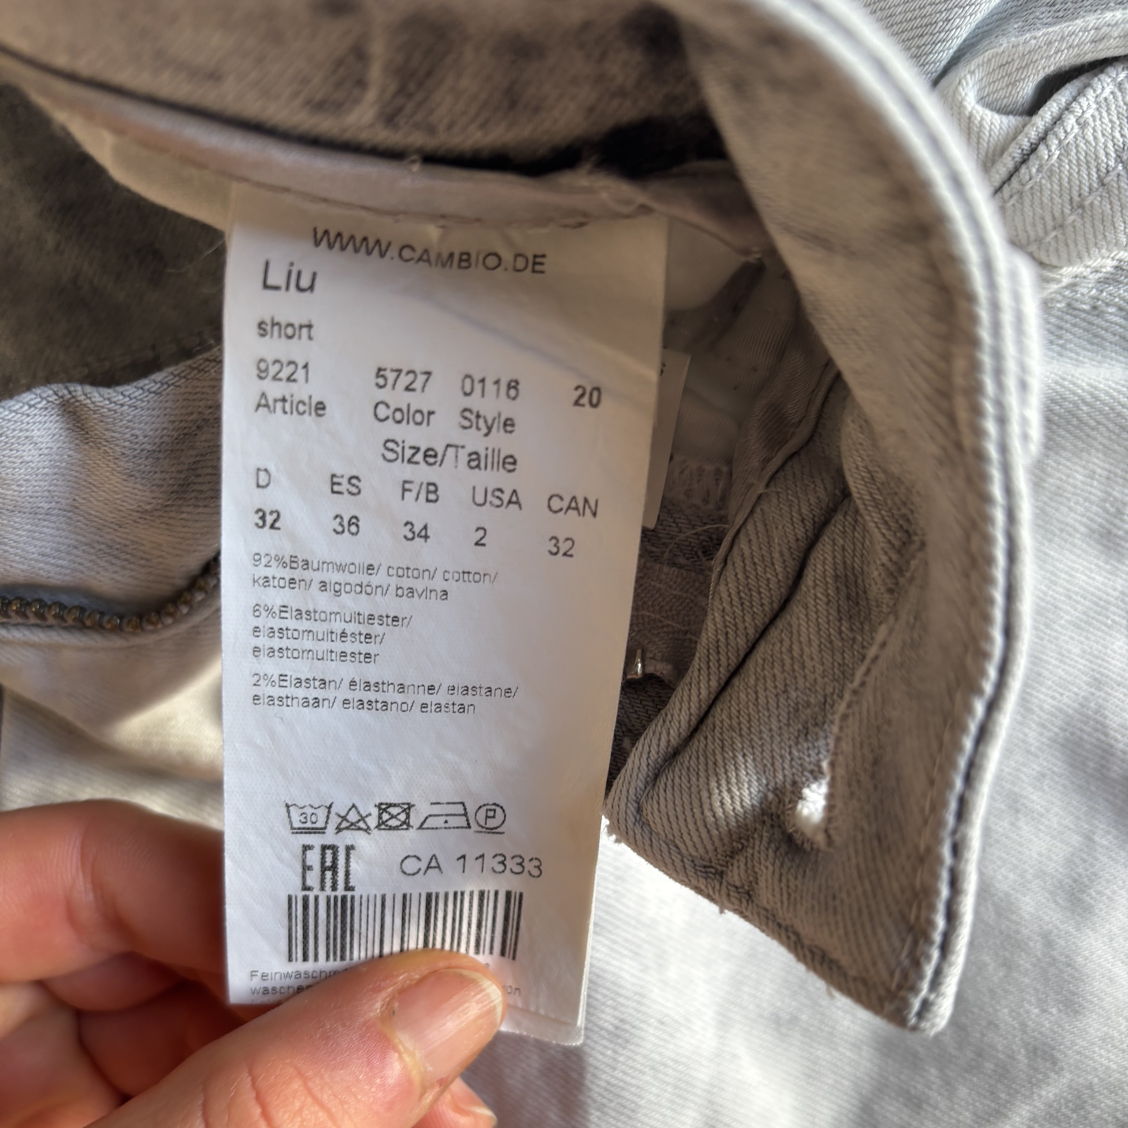 WWW.CAMBIO.DE
Liu
short
9221 5727 0116 20
Article Color Style
Size/Taille
D ES F/B USA CAN
32 36 34 2 32
92%Baumwolle/ coton/ cotton/
katoen/ algodón/ bavlna
6%Elastomultiester/
elastomultiéster/
elastomultiester
2%Elastan/ élasthanne/ elastane/
elasthaan/ elastano/ elastan
30 P
EAC CA 11333